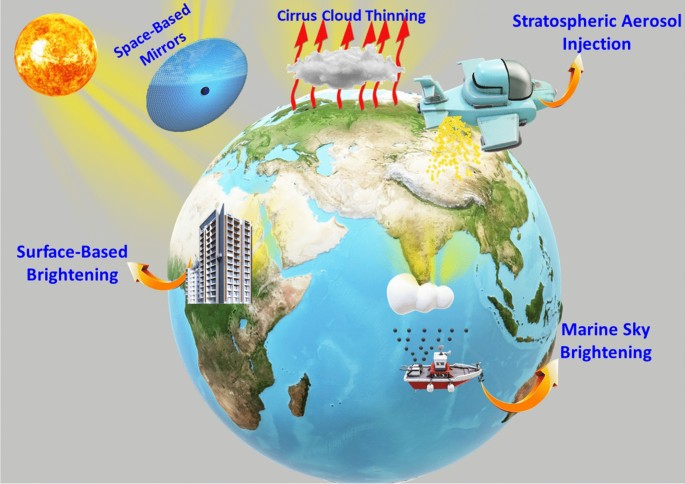 Space-Based
Mirrors
Cirrus Cloud Thinning
Stratospheric Aerosol
Injection
Surface-Based
Brightening
Marine Sky
Brightening